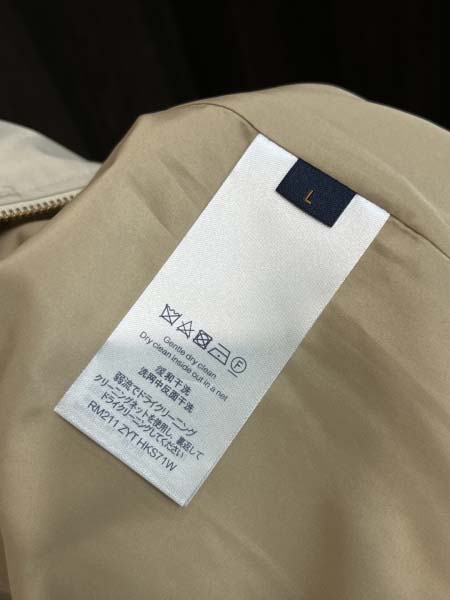 L
F
Gentle dry clean
Dry clean inside out in a net
缓和干洗
洗网中反面干洗
弱流でドライクリーニング
クリーニングネットを使用し、裏返して
ドライクリーニングしてください
RM211 ZYT HKS71W